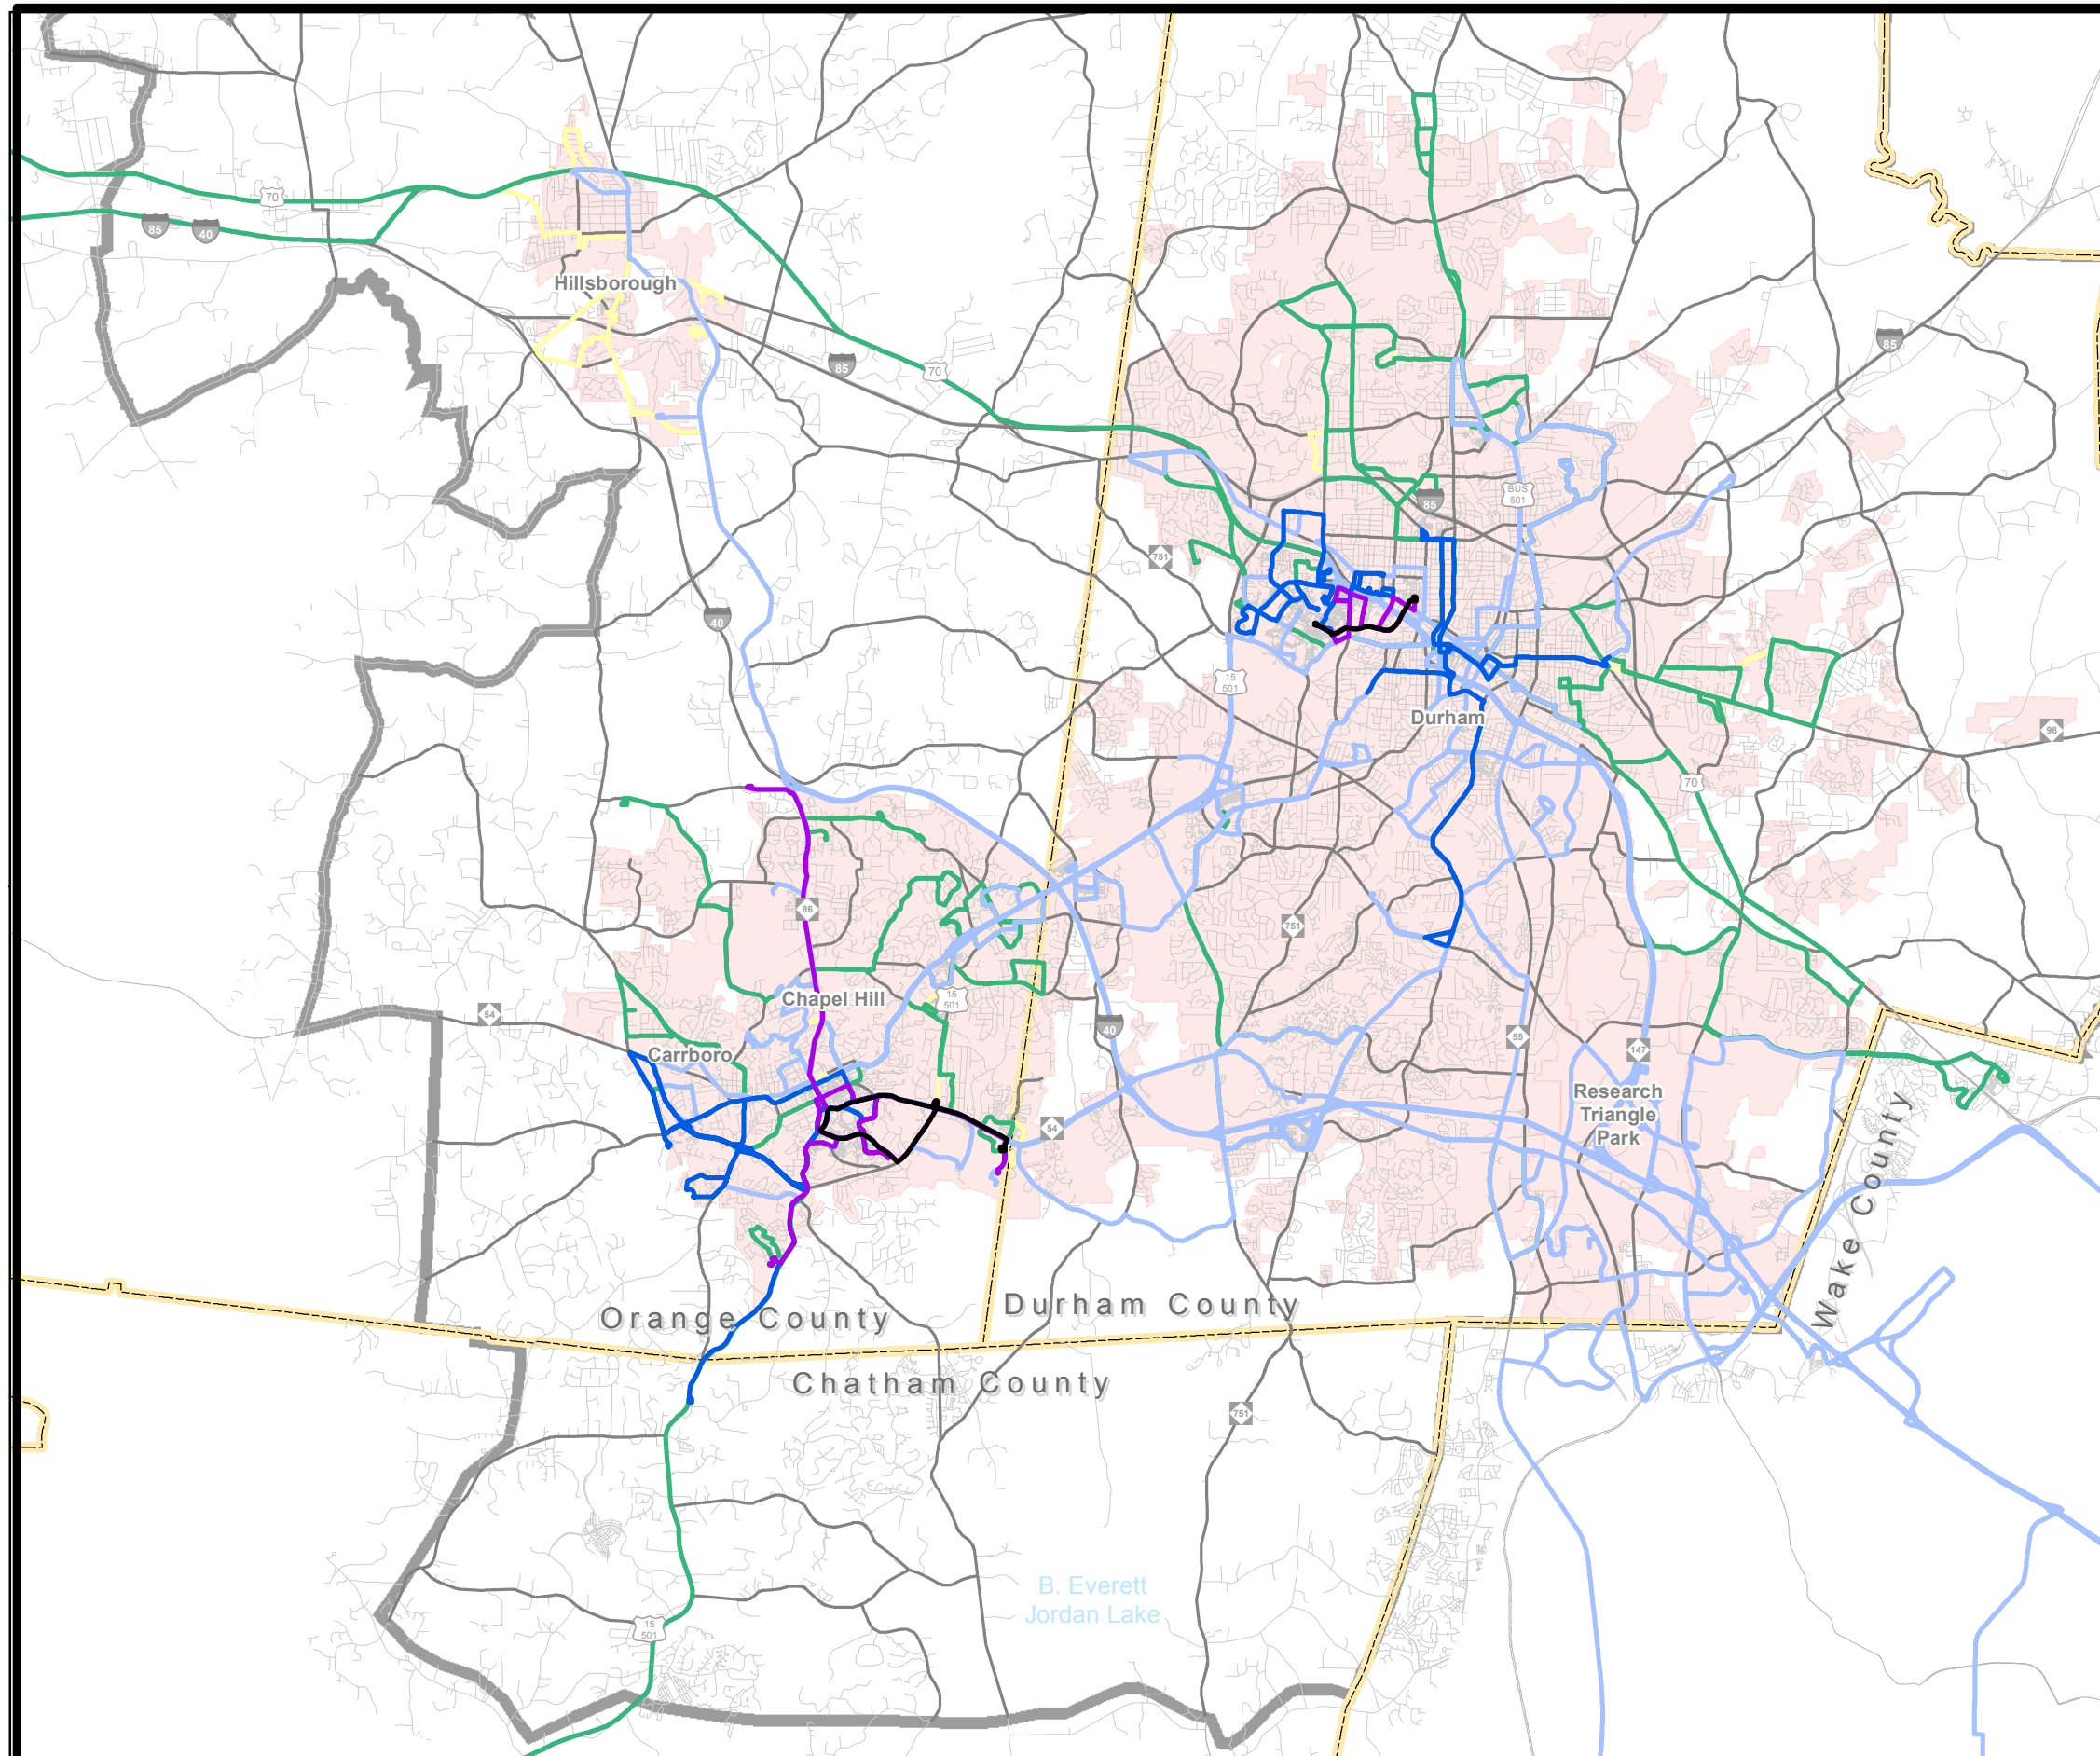 70
85
40
Hillsborough
85
70
85
BUS
501
85
751
40
15
501
Durham
98
70
86
751
Chapel Hill
15
501
54
Carrboro
40
55
147
54
Research
Triangle
Park
Wake County
Orange County
Durham County
Chatham County
751
B. Everett
Jordan Lake
15
501